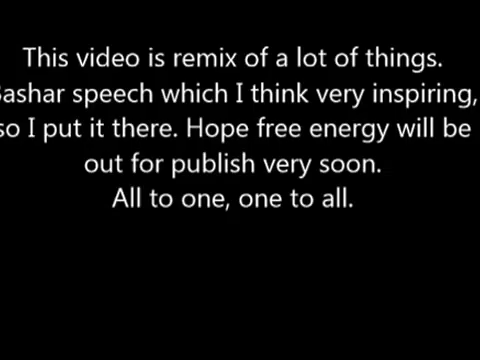 This video is remix of a lot of things.
Bashar speech which I think very inspiring,
so I put it there. Hope free energy will be
out for publish very soon.
All to one, one to all.